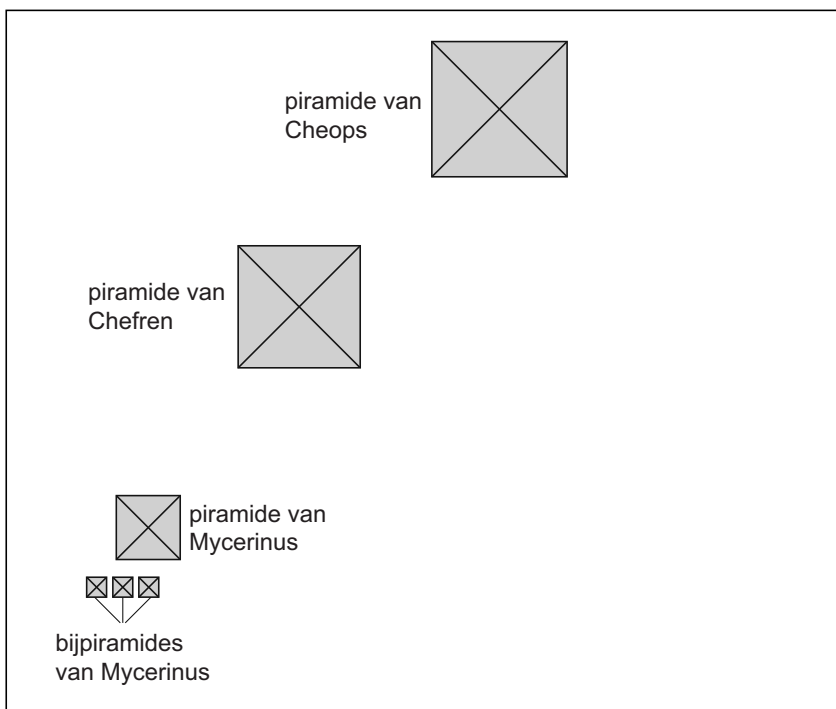 piramide van
Cheops
piramide van
Chefren
piramide van
Mycerinus
bijpiramides
van Mycerinus